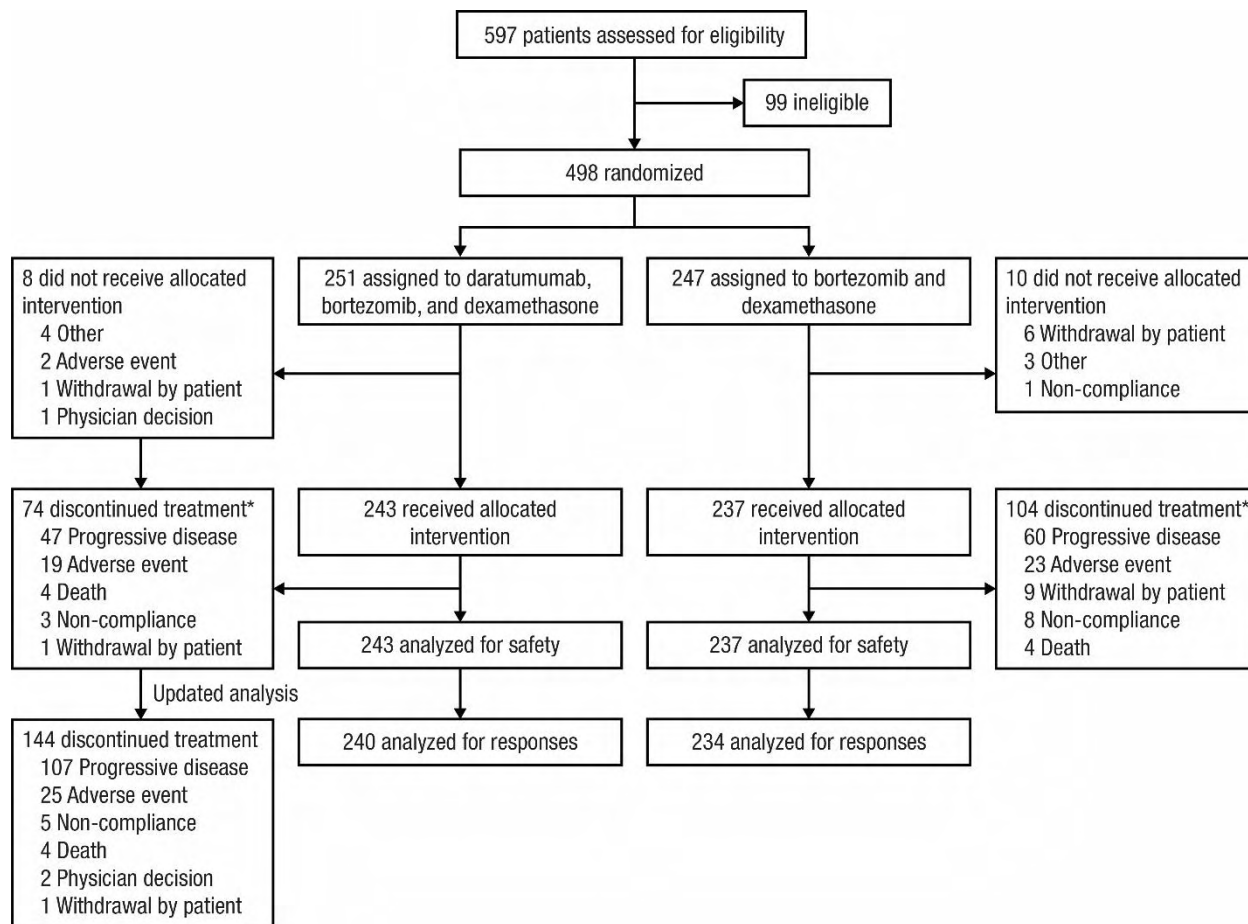 597 patients assessed for eligibility
99 ineligible
498 randomized
8 did not receive allocated
intervention
4 Other
2 Adverse event
1 Withdrawal by patient
1 Physician decision
251 assigned to daratumumab,
bortezomib, and dexamethasone
247 assigned to bortezomib and
dexamethasone
10 did not receive allocated
intervention
6 Withdrawal by patient
3 Other
1 Non-compliance
74 discontinued treatment*
47 Progressive disease
19 Adverse event
4 Death
3 Non-compliance
1 Withdrawal by patient
243 received allocated
intervention
237 received allocated
intervention
104 discontinued treatment*
60 Progressive disease
23 Adverse event
9 Withdrawal by patient
8 Non-compliance
4 Death
243 analyzed for safety
237 analyzed for safety
Updated analysis
144 discontinued treatment
107 Progressive disease
25 Adverse event
5 Non-compliance
4 Death
2 Physician decision
1 Withdrawal by patient
240 analyzed for responses
234 analyzed for responses